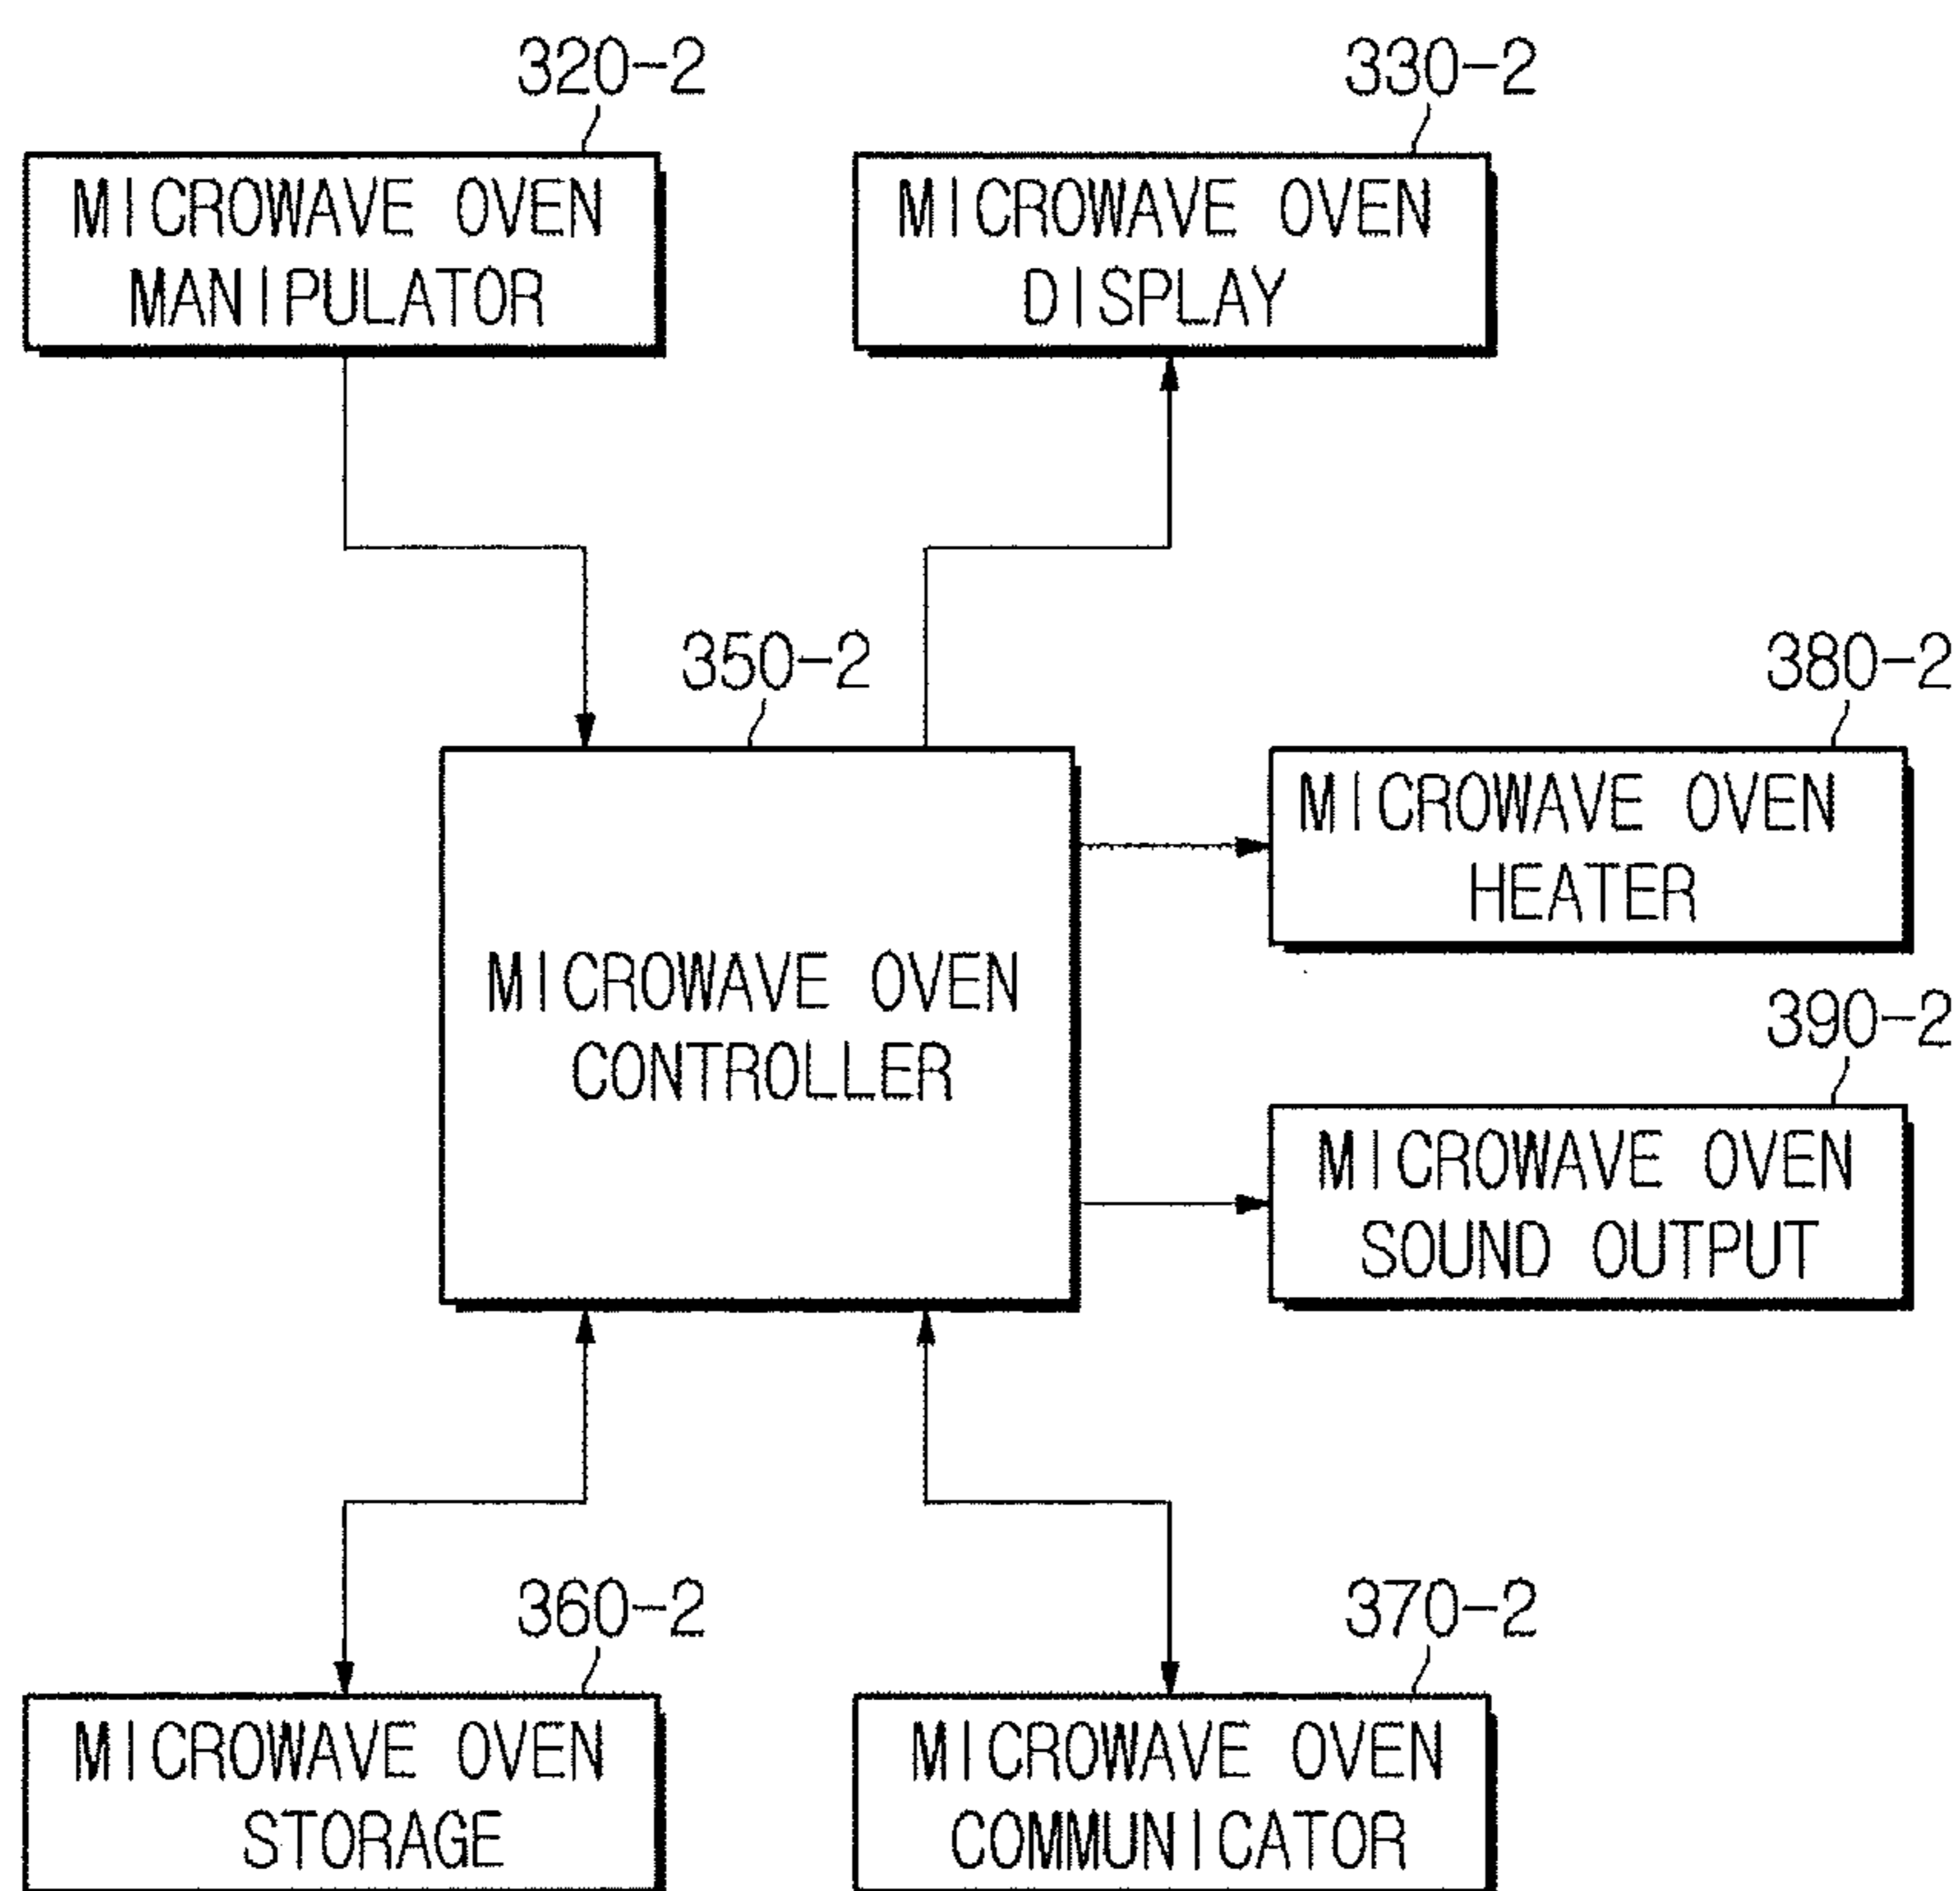 320-2
MICROWAVE OVEN
MANIPULATOR
330-2
MICROWAVE OVEN
DISPLAY
350-2
MICROWAVE OVEN
CONTROLLER
380-2
MICROWAVE OVEN
HEATER
390-2
MICROWAVE OVEN
SOUND OUTPUT
360-2
MICROWAVE OVEN
STORAGE
370-2
MICROWAVE OVEN
COMMUNICATOR